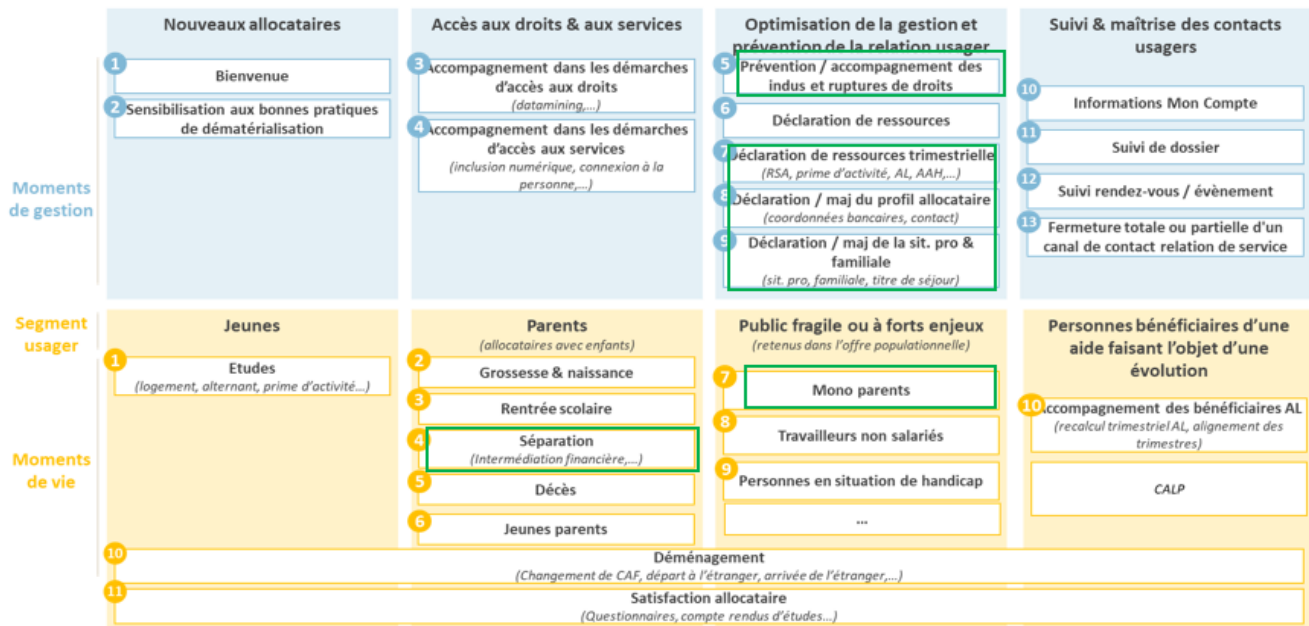 Nouveaux allocataires
Accès aux droits & aux services
Optimisation de la gestion et
prévention de la relation usager
Suivi & maîtrise des contacts
usagers
Moments
de gestion
1
Bienvenue
2
Sensibilisation aux bonnes pratiques
de dématérialisation
3
Accompagnement dans les démarches
d'accès aux droits
(datamining,...)
4
Accompagnement dans les démarches
d'accès aux services
(inclusion numérique, connexion à la
personne,...)
5
Prévention / accompagnement des
indus et ruptures de droits
6
Déclaration de ressources
7
Déclaration de ressources trimestrielle
(RSA, prime d'activité, AL, AAH,...)
8
Déclaration / maj du profil allocataire
(coordonnées bancaires, contact)
9
Déclaration / maj de la sit. pro &
familiale
(sit. pro, familiale, titre de séjour)
10
Informations Mon Compte
11
Suivi de dossier
12
Suivi rendez-vous / évènement
13
Fermeture totale ou partielle d'un
canal de contact relation de service
Segment
usager
Jeunes
Parents
(allocataires avec enfants)
Public fragile ou à forts enjeux
(retenus dans l'offre populationnelle)
Personnes bénéficiaires d'une
aide faisant l'objet d'une
évolution
Moments
de vie
1
Etudes
(logement, alternant, prime d'activité...)
2
Grossesse & naissance
3
Rentrée scolaire
4
Séparation
(Intermédiation financière,...)
5
Décès
6
Jeunes parents
7
Mono parents
8
Travailleurs non salariés
9
Personnes en situation de handicap
...
10
Accompagnement des bénéficiaires AL
(recalcul trimestriel AL, alignement des
trimestres)
CALP
10
Déménagement
(Changement de CAF, départ à l'étranger, arrivée de l'étranger,...)
11
Satisfaction allocataire
(Questionnaires, compte rendus d'études...)